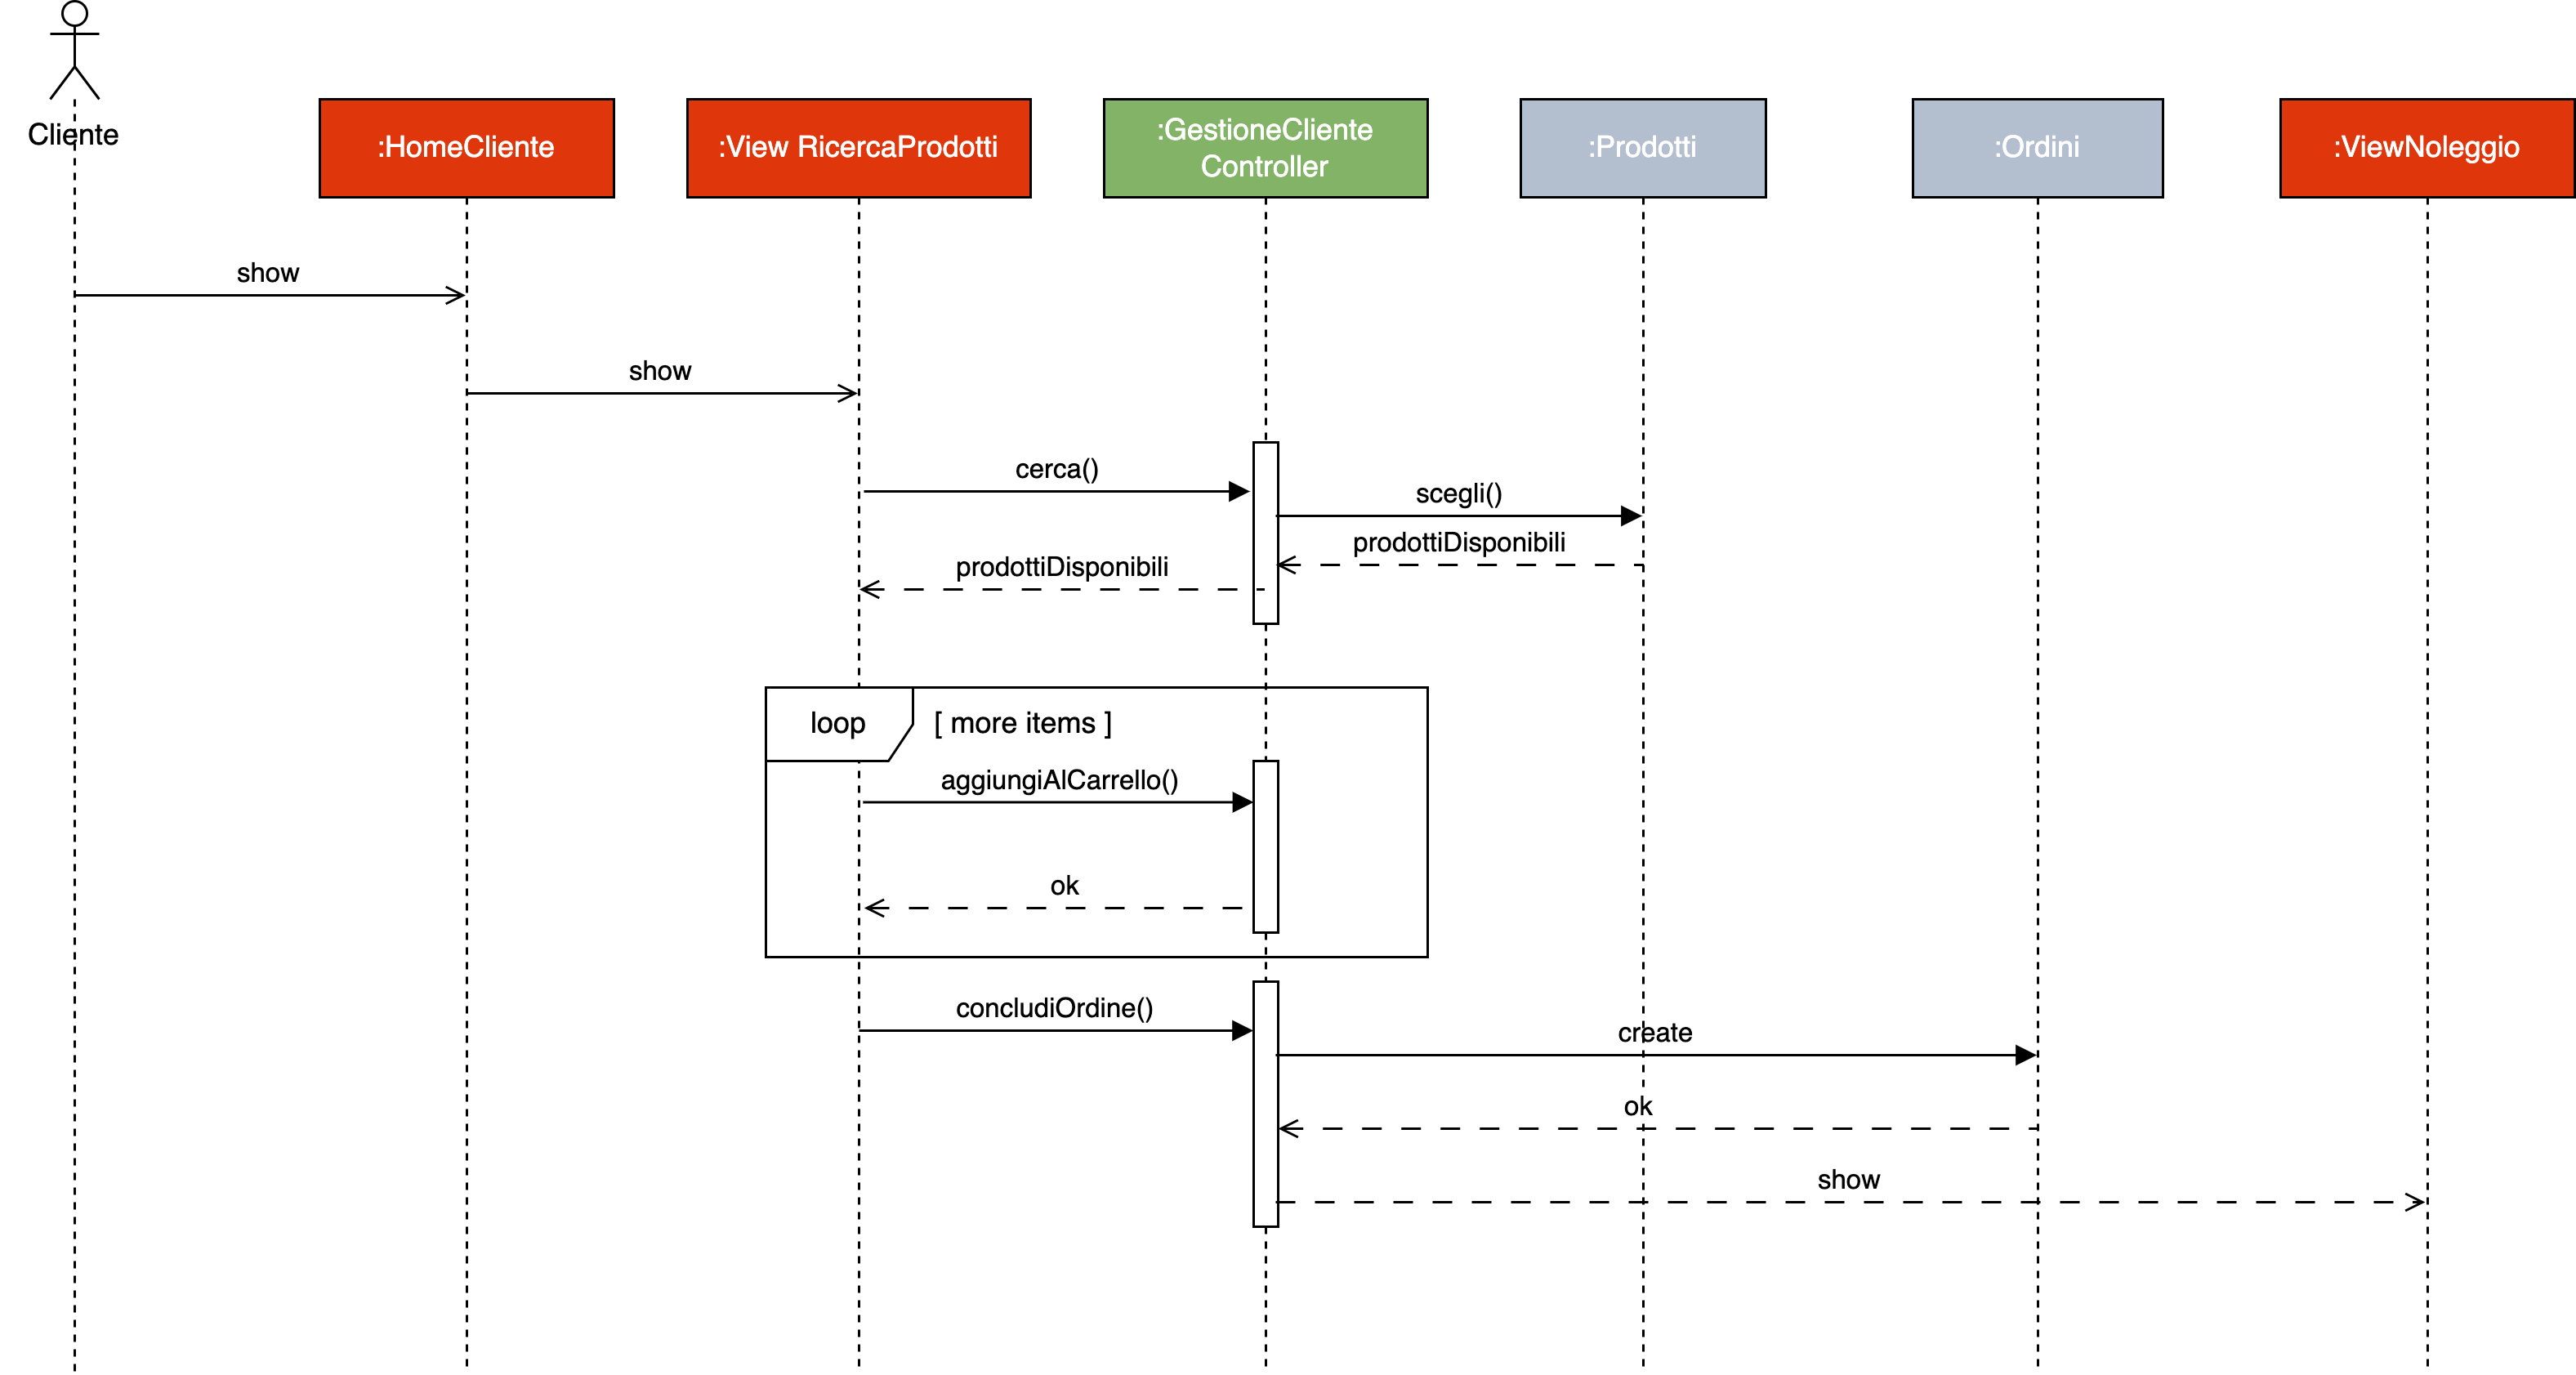 Cliente
:HomeCliente
:View RicercaProdotti
:GestioneCliente
Controller
:Prodotti
:Ordini
:ViewNoleggio
show
show
cerca()
scegli()
prodottiDisponibili
prodottiDisponibili
loop
[ more items ]
aggiungiAlCarrello()
ok
concludiOrdine()
create
ok
show